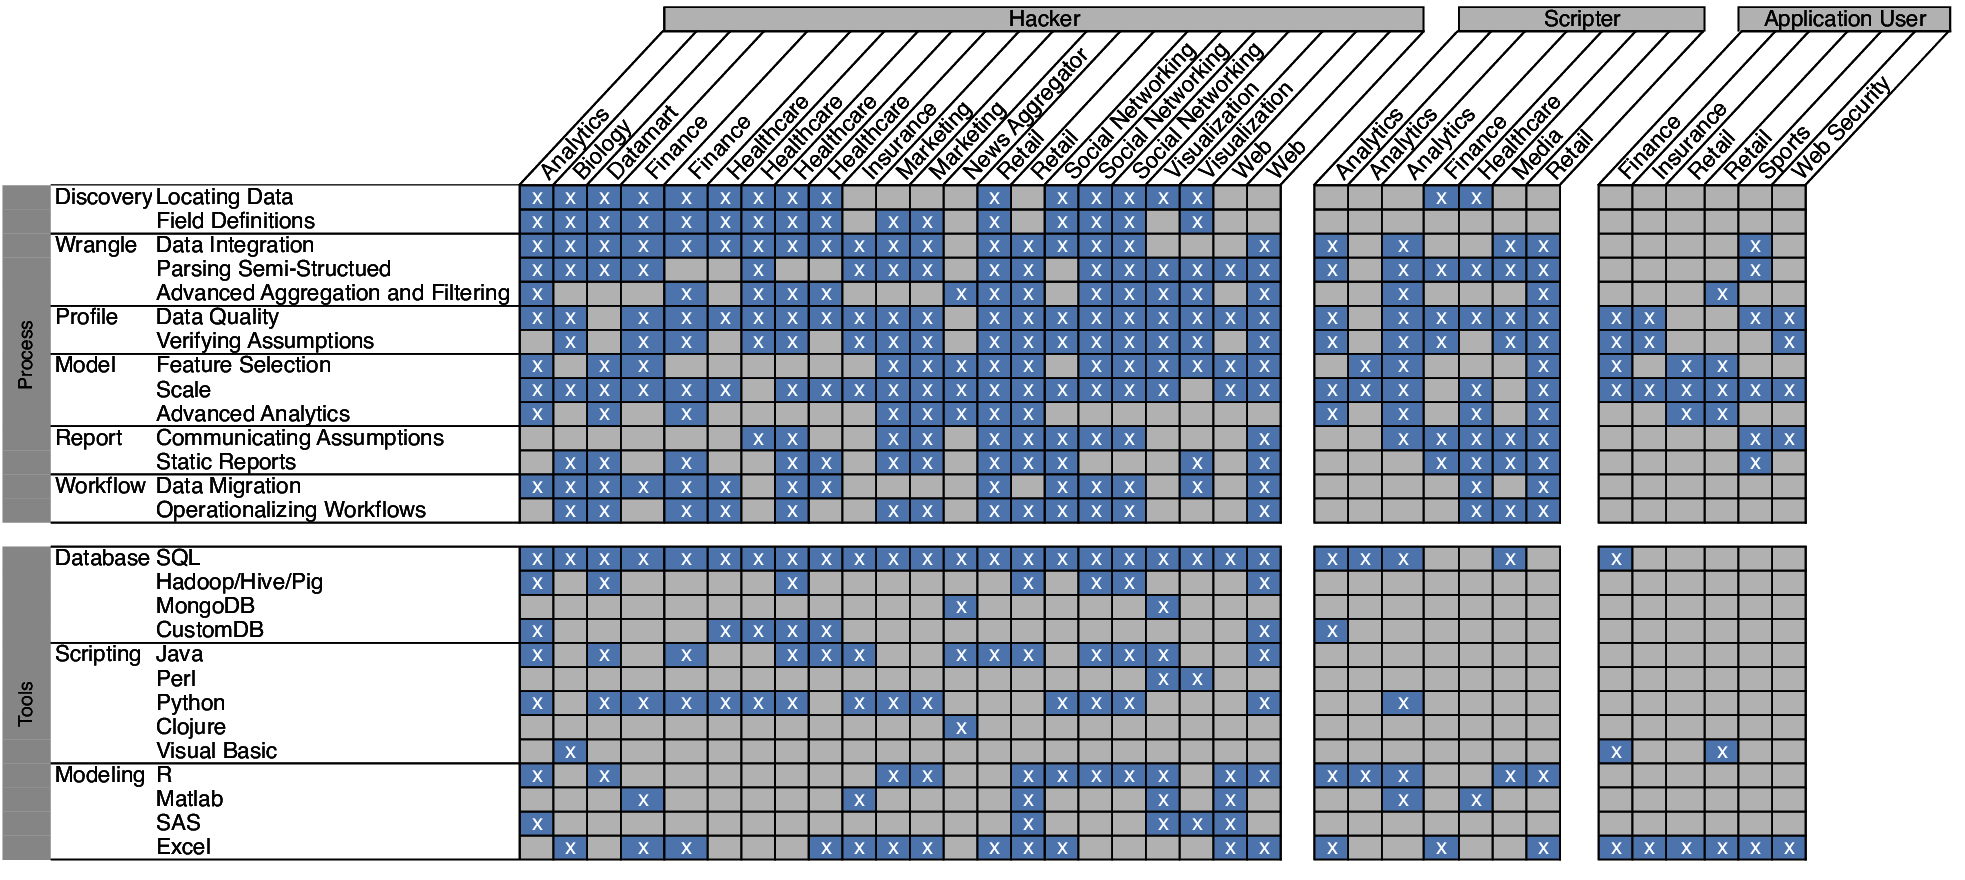 Hacker
Scripter
Application User
Analytics
Biology
Datamart
Finance
Finance
Healthcare
Healthcare
Healthcare
Healthcare
Insurance
Marketing
Marketing
News Aggregator
Retail
Retail
Social Networking
Social Networking
Social Networking
Visualization
Visualization
Web
Web
Analytics
Analytics
Analytics
Finance
Healthcare
Media
Retail
Finance
Insurance
Retail
Retail
Sports
Web Security
Process
Discovery Locating Data x x x x x x x x x x x x x x x x x
Field Definitions x x x x x x x x x x x x x x x x
Wrangle Data Integration x x x x x x x x x x x x x x x x x x x x x x x
Parsing Semi-Structued x x x x x x x x x x x x x x x x x x x x x x x
Advanced Aggregation and Filtering x x x x x x x x x x x x x x x x
Profile Data Quality x x x x x x x x x x x x x x x x x x x x x x x x x x x x x x
Verifying Assumptions x x x x x x x x x x x x x x x x x x x x x x x x x
Model Feature Selection x x x x x x x x x x x x x x x x x x x x
Scale x x x x x x x x x x x x x x x x x x x x x x x x x x x x x x x
Advanced Analytics x x x x x x x x x x x x x x
Report Communicating Assumptions x x x x x x x x x x x x x x x x x
Static Reports x x x x x x x x x x x x x x x x x
Workflow Data Migration x x x x x x x x x x x x x x x x
Operationalizing Workflows x x x x x x x x x x x x x x x x
Tools
Database SQL x x x x x x x x x x x x x x x x x x x x x x x x x x x
Hadoop/Hive/Pig x x x x x x x
MongoDB x x
CustomDB x x x x x x x
Scripting Java x x x x x x x x x x x x x
Perl x x
Python x x x x x x x x x x x x x x x
Clojure x
Visual Basic x x x
Modeling R x x x x x x x x x x x x x x x x
Matlab x x x x x x x
SAS x x x x x
Excel x x x x x x x x x x x x x x x x x x x x x